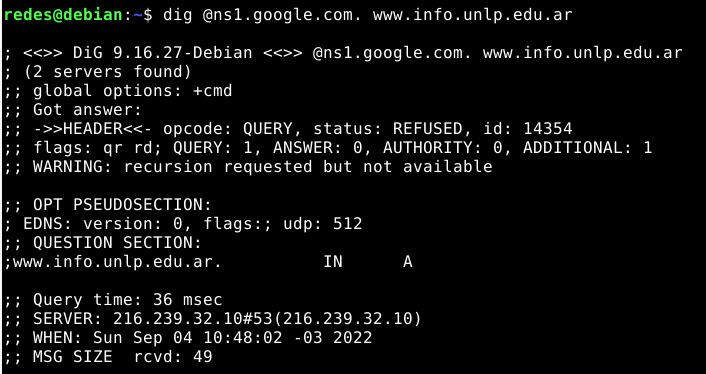 redes@debian:~$ dig @ns1.google.com. www.info.unlp.edu.ar
; <<>> DiG 9.16.27-Debian <<>> @ns1.google.com. www.info.unlp.edu.ar
; (2 servers found)
;; global options: +cmd
;; Got answer:
;; ->>HEADER<<- opcode: QUERY, status: REFUSED, id: 14354
;; flags: qr rd; QUERY: 1, ANSWER: 0, AUTHORITY: 0, ADDITIONAL: 1
;; WARNING: recursion requested but not available
;; OPT PSEUDOSECTION:
; EDNS: version: 0, flags:; udp: 512
;; QUESTION SECTION:
;www.info.unlp.edu.ar. IN A
;; Query time: 36 msec
;; SERVER: 216.239.32.10#53(216.239.32.10)
;; WHEN: Sun Sep 04 10:48:02 -03 2022
;; MSG SIZE rcvd: 49